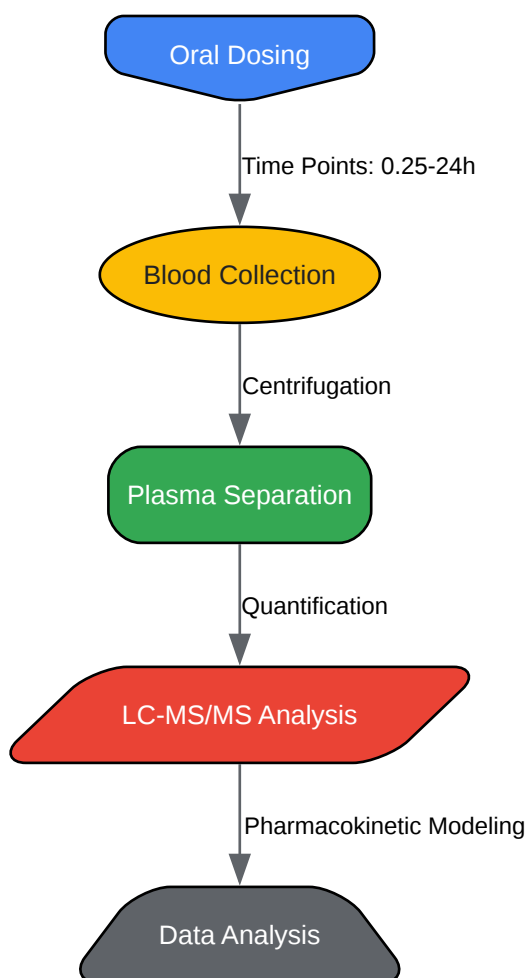 Oral Dosing
Time Points: 0.25-24h
Blood Collection
Centrifugation
Plasma Separation
Quantification
LC-MS/MS Analysis
Pharmacokinetic Modeling
Data Analysis